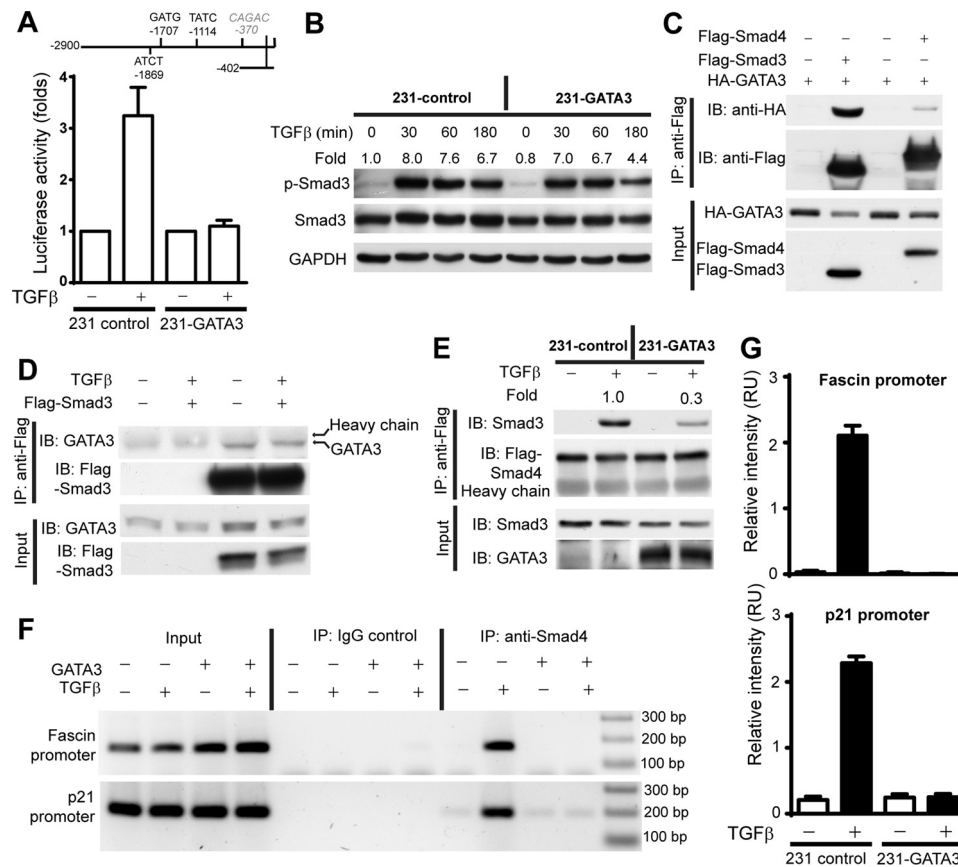 A
GATG TATC CAGAC
-1707 -1114 -370
-2900
ATCT
-1869
-402
Luciferase activity (folds)
4
3
2
1
0
TGFβ – + – +
231 control 231-GATA3
B
231-control 231-GATA3
TGFβ (min) 0 30 60 180 0 30 60 180
Fold 1.0 8.0 7.6 6.7 0.8 7.0 6.7 4.4
p-Smad3
Smad3
GAPDH
C
Flag-Smad4 – – – +
Flag-Smad3 – + – –
HA-GATA3 + + + +
IP: anti-Flag
IB: anti-HA
IB: anti-Flag
Input
HA-GATA3
Flag-Smad4
Flag-Smad3
D
TGFβ – + – +
Flag-Smad3 – + – +
IP: anti-Flag
IB: GATA3
Heavy chain
GATA3
IB: Flag
-Smad3
Input
IB: GATA3
IB: Flag
-Smad3
E
231-control 231-GATA3
TGFβ – + – +
Fold 1.0 0.3
IP: anti-Flag
IB: Smad3
IB: Flag-
Smad4
Heavy chain
Input
IB: Smad3
IB: GATA3
F
Input IP: IgG control IP: anti-Smad4
GATA3 – – + + – – + + – – + +
TGFβ – + – + – + – + – + – +
Fascin
promoter
300 bp
200 bp
100 bp
p21
promoter
300 bp
200 bp
100 bp
G
Fascin promoter
Relative intensity (RU)
3
2
1
0
p21 promoter
Relative intensity (RU)
3
2
1
0
TGFβ – + – +
231 control 231-GATA3